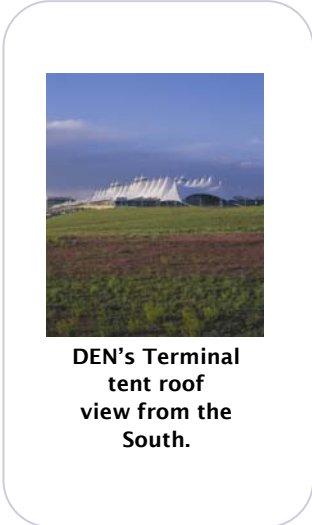 DEN’s Terminal
tent roof
view from the
South.